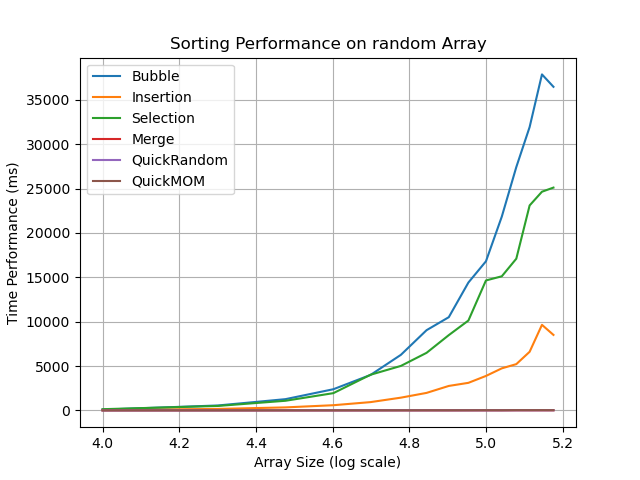 Sorting Performance on random Array
Bubble
Insertion
Selection
Merge
QuickRandom
QuickMOM
Time Performance (ms)
35000
30000
25000
20000
15000
10000
5000
0
4.0 4.2 4.4 4.6 4.8 5.0 5.2
Array Size (log scale)